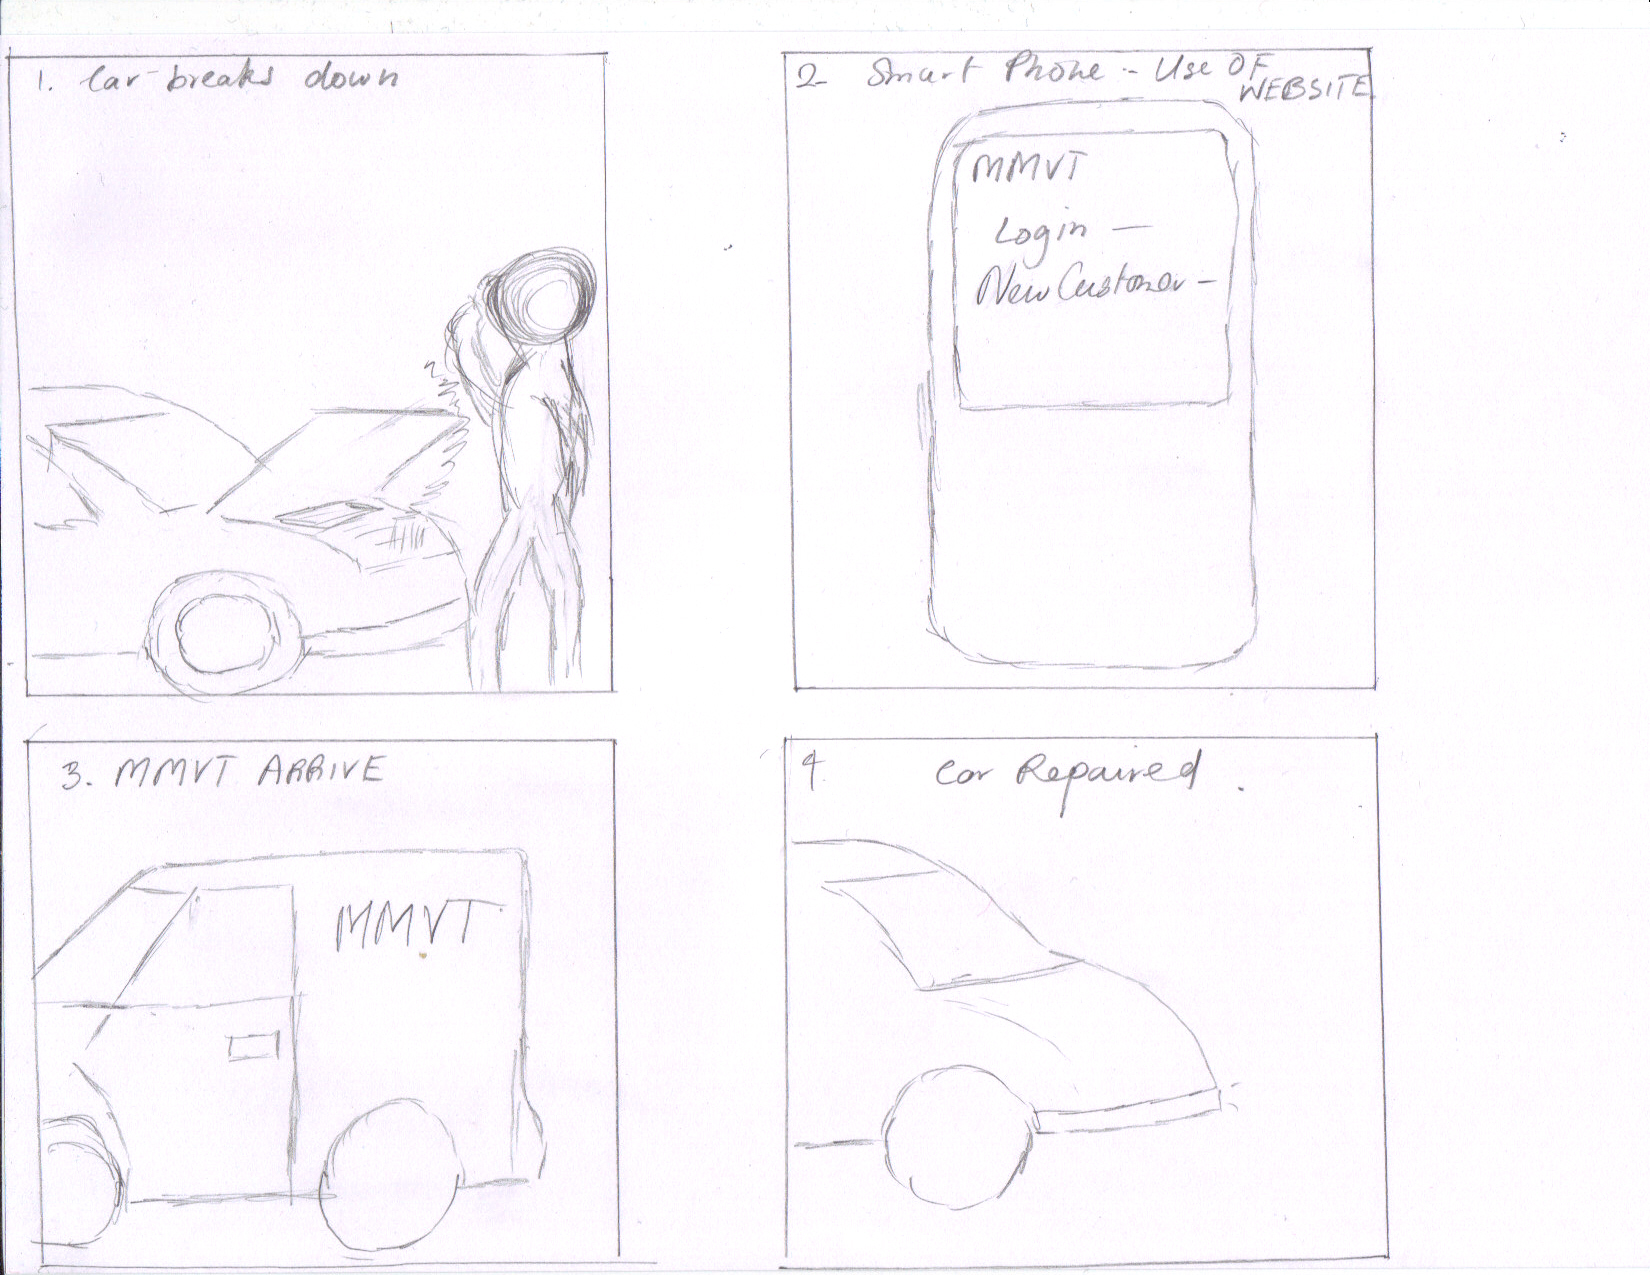 1. Car breaks down
2- Smart Phone - Use OF
WEBSITE
MMVT
Login —
New Customer -
3. MMVT ARRIVE
MMVT
4. Car Repaired.